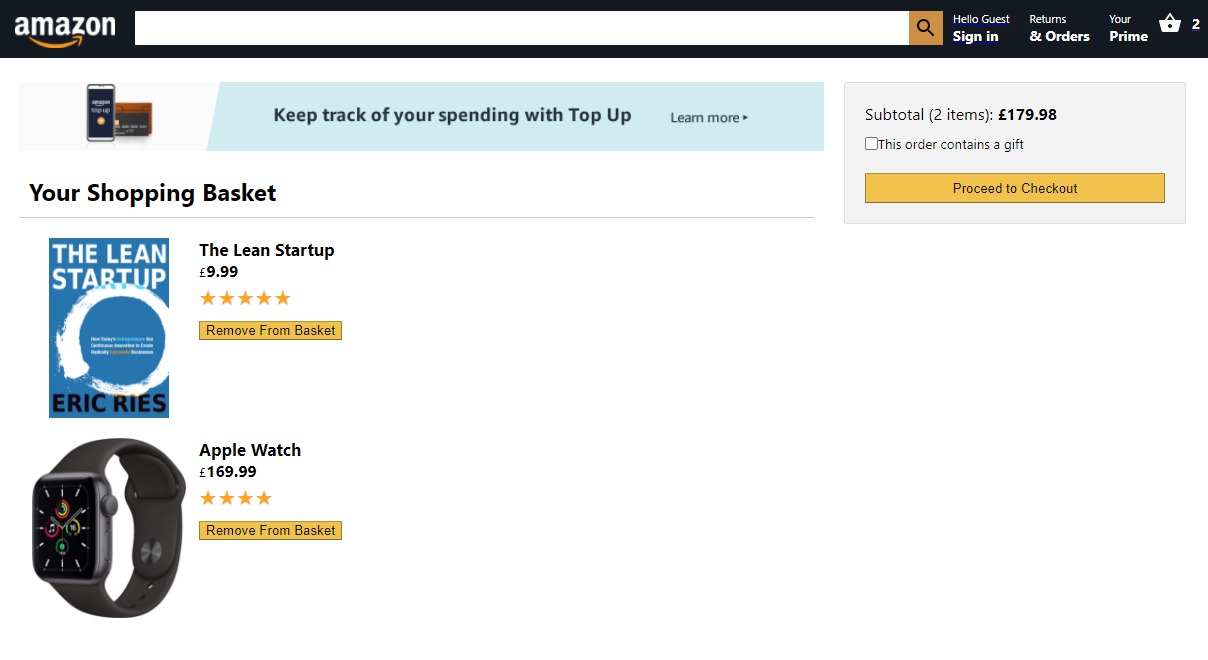 amazon
Hello Guest
Sign in
Returns
& Orders
Your
Prime
2
amazon
top up
Keep track of your spending with Top Up
Learn more ▸
Subtotal (2 items): £179.98
This order contains a gift
Proceed to Checkout
Your Shopping Basket
THE LEAN
STARTUP
How Today's Entrepreneurs Use
Continuous Innovation to Create
Radically Successful Businesses
ERIC RIES
The Lean Startup
£9.99
★★★★★
Remove From Basket
Apple Watch
£169.99
★★★★
Remove From Basket
16